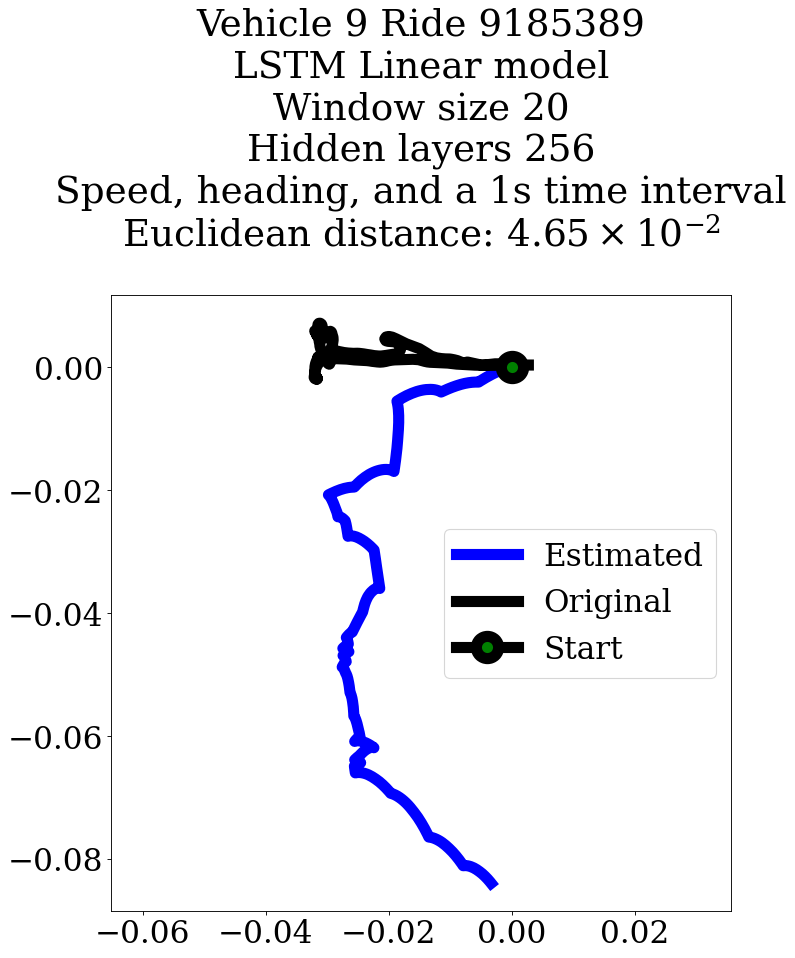 Vehicle 9 Ride 9185389
LSTM Linear model
Window size 20
Hidden layers 256
Speed, heading, and a 1s time interval
Euclidean distance: 4.65 × 10⁻²
0.00
−0.02
−0.04
−0.06
−0.08
Estimated
Original
Start
−0.06 −0.04 −0.02 0.00 0.02